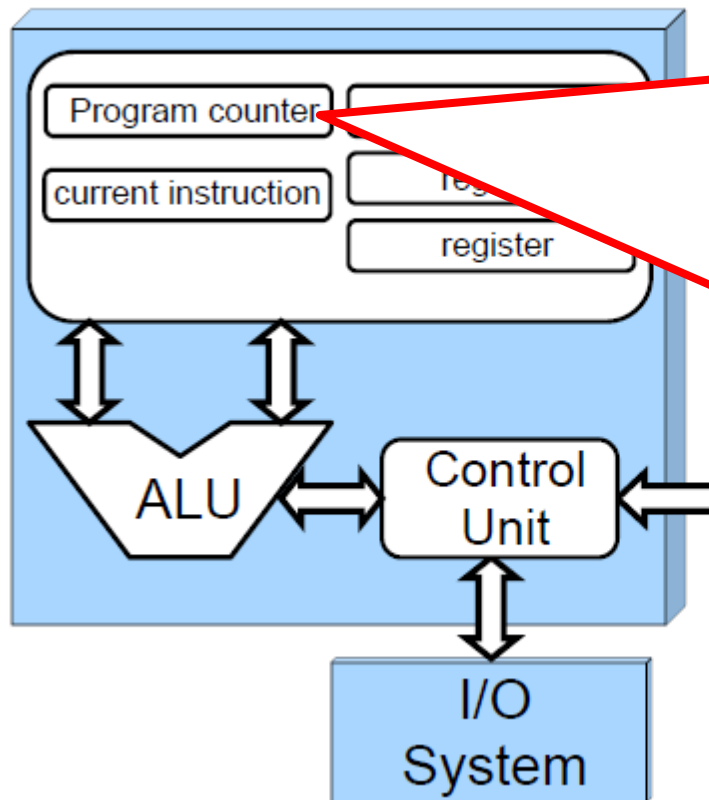 Program counter
current instruction
register
ALU
Control
Unit
I/O
System